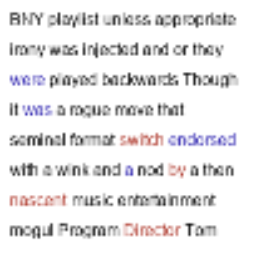 BNY playlist unless appropriate
irony was injected and or they
were played backwards Though
it was a rogue move that
seminal format switch endorsed
with a wink and a nod by a then
nascent music entertainment
mogul Program Director Tom